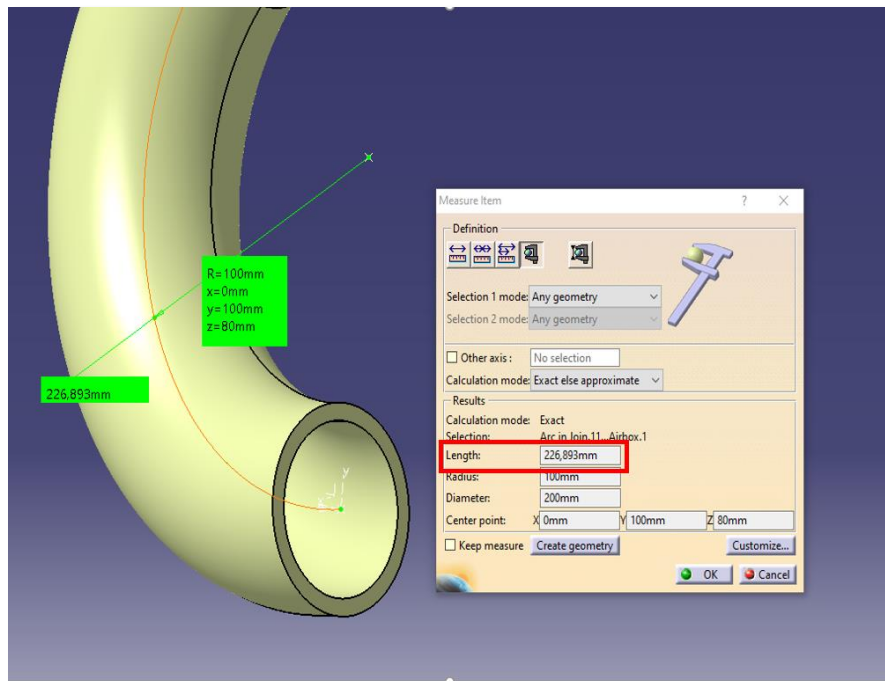 R=100mm
x=0mm
y=100mm
z=80mm
226,893mm
y
Measure Item ? X
Definition
Selection 1 mode: Any geometry
Selection 2 mode: Any geometry
Other axis : No selection
Calculation mode: Exact else approximate
Results
Calculation mode: Exact
Selection: Arc in Join.11...Airbox.1
Length: 226,893mm
Radius: 100mm
Diameter: 200mm
Center point: X 0mm Y 100mm Z 80mm
Keep measure Create geometry Customize...
OK Cancel